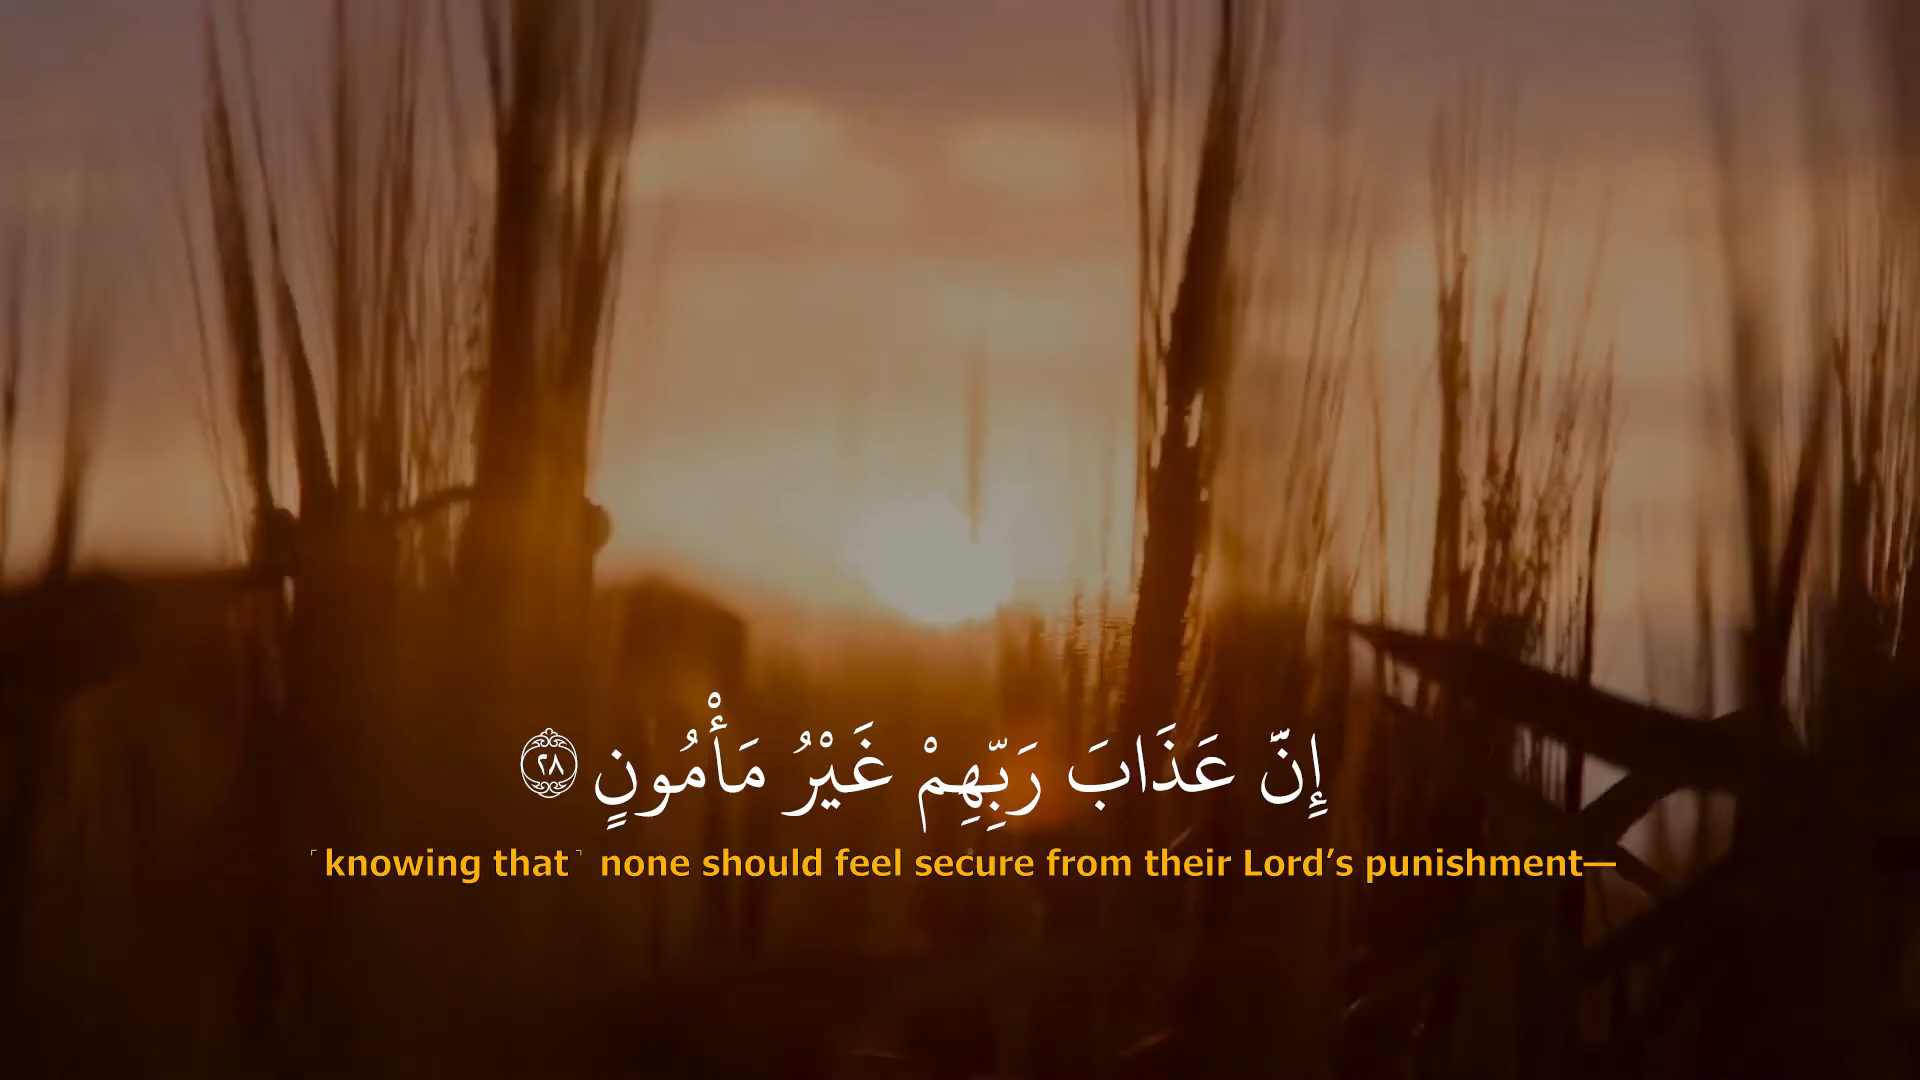 إِنَّ عَذَابَ رَبِّهِمْ غَيْرُ مَأْمُونٍ ٢٨
⸢knowing that⸣ none should feel secure from their Lord’s punishment—